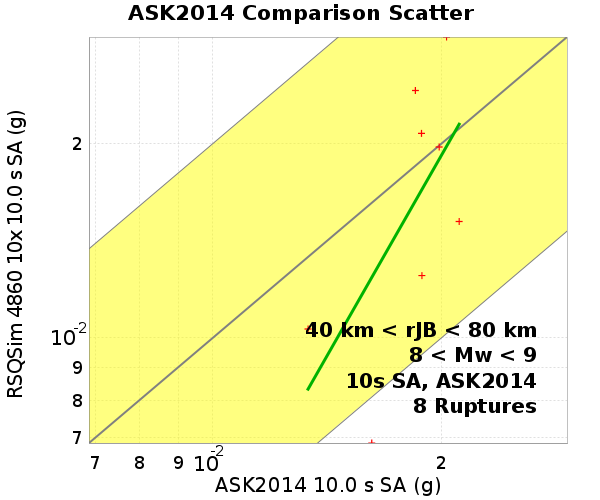 ASK2014 Comparison Scatter
RSQSim 4860 10x 10.0 s SA (g)
2
10-2
9
8
7
40 km < rJB < 80 km
8 < Mw < 9
10s SA, ASK2014
8 Ruptures
7 8 9 10-2 2
ASK2014 10.0 s SA (g)